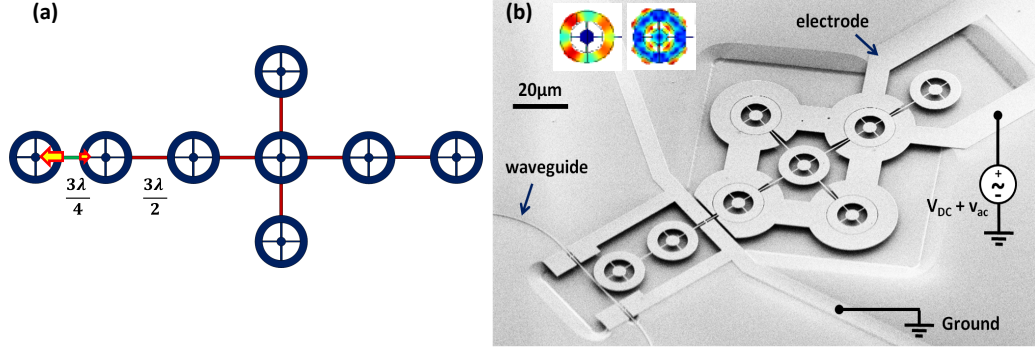 (a)
3λ
4
3λ
2
(b)
electrode
20μm
waveguide
+
~
-
V_DC + v_ac
Ground